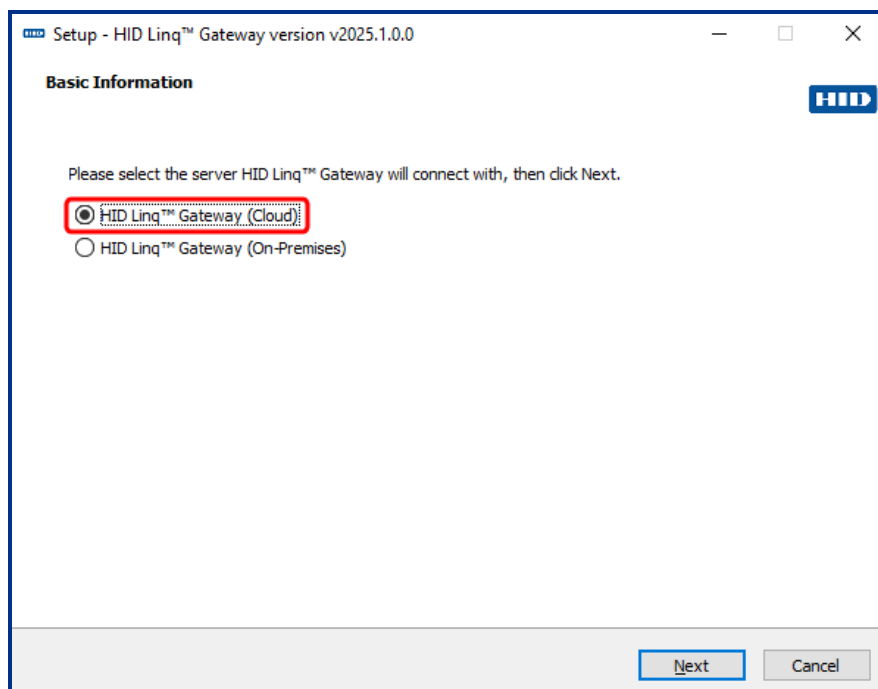 HID Setup - HID Linq™ Gateway version v2025.1.0.0
Basic Information
HID
Please select the server HID Linq™ Gateway will connect with, then click Next.
HID Linq™ Gateway (Cloud)
HID Linq™ Gateway (On-Premises)
Next Cancel